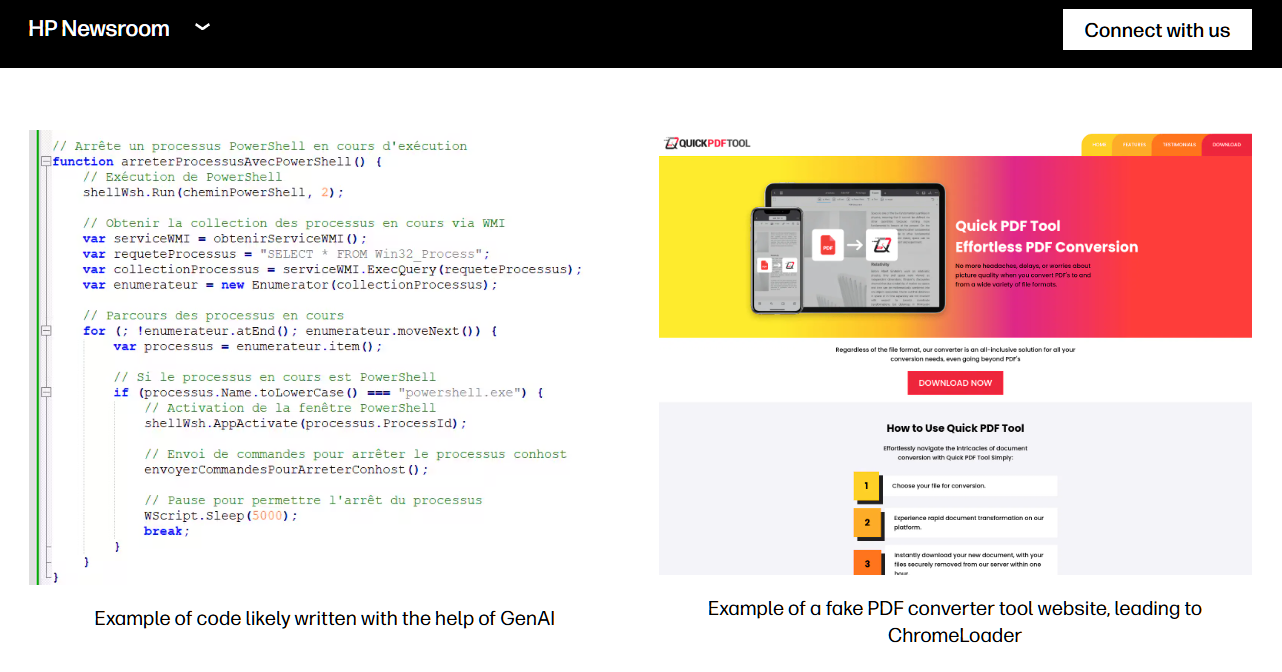 HP Newsroom
Connect with us
// Arrête un processus PowerShell en cours d'exécution
function arreterProcessusAvecPowerShell() {
// Exécution de PowerShell
shellWsh.Run(cheminPowerShell, 2);
// Obtenir la collection des processus en cours via WMI
var serviceWMI = obtenirServiceWMI();
var requeteProcessus = "SELECT * FROM Win32_Process";
var collectionProcessus = serviceWMI.ExecQuery(requeteProcessus);
var enumerateur = new Enumerator(collectionProcessus);
// Parcours des processus en cours
for (; !enumerateur.atEnd(); enumerateur.moveNext()) {
var processus = enumerateur.item();
// Si le processus en cours est PowerShell
if (processus.Name.toLowerCase() === "powershell.exe") {
// Activation de la fenêtre PowerShell
shellWsh.AppActivate(processus.ProcessId);
// Envoi de commandes pour arrêter le processus conhost
envoyerCommandesPourArreterConhost();
// Pause pour permettre l'arrêt du processus
WScript.Sleep(5000);
break;
}
}
}
Example of code likely written with the help of GenAI
QUICKPDFTOOL
HOME
FEATURES
TESTIMONIALS
DOWNLOAD
PDF
Quick PDF Tool
Effortless PDF Conversion
No more headaches, delays, or worries about
picture quality when you convert PDF's to and
from a wide variety of file formats.
Regardless of the file format, our converter is an all-inclusive solution for all your
conversion needs, even going beyond PDF's
DOWNLOAD NOW
How to Use Quick PDF Tool
Effortlessly navigate the intricacies of document
conversion with Quick PDF Tool Simply:
1
Choose your file for conversion.
2
Experience rapid document transformation on our
platform.
3
Instantly download your new document, with your
files securely removed from our server within one
hour.
Example of a fake PDF converter tool website, leading to
ChromeLoader